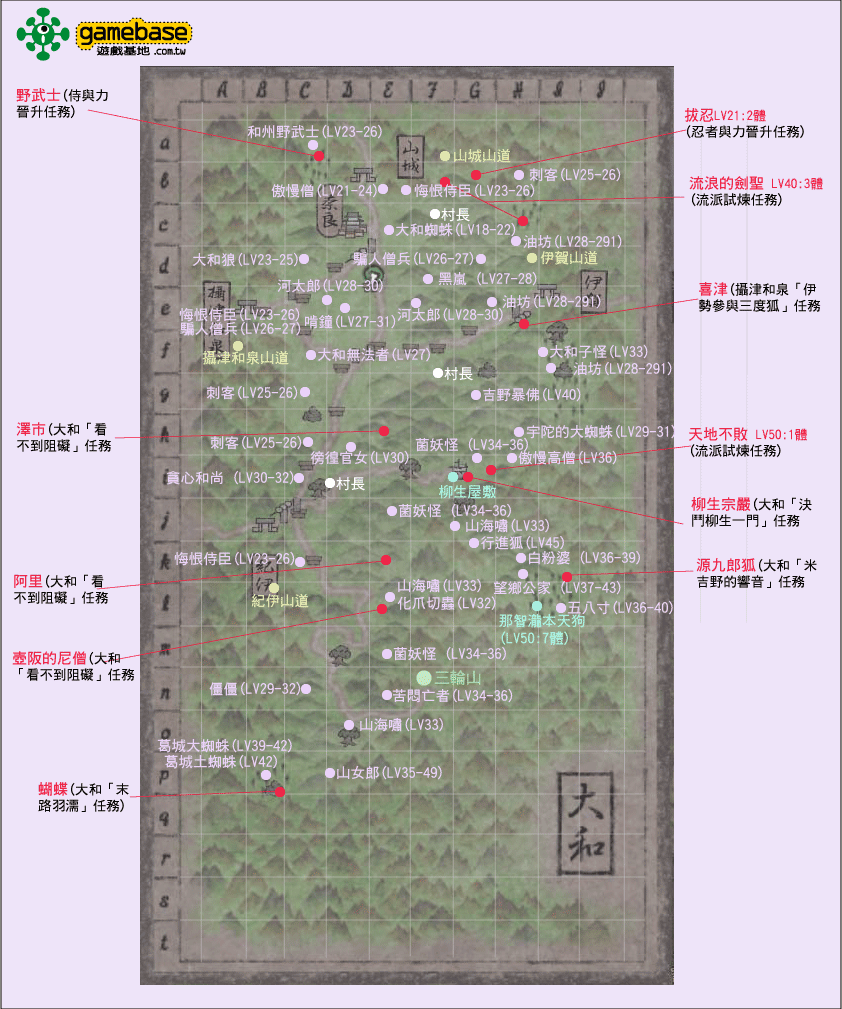 gamebase
遊戲基地.com.tw
A B C D E F G H I J
a
b
c
d
e
f
g
h
i
j
k
l
m
n
o
p
q
r
s
t
野武士(侍與力
晉升任務)
和州野武士(LV23-26)
山城
山城山道
拔忍LV21:2體
(忍者與力晉升任務)
刺客(LV25-26)
傲慢僧(LV21-24)
悔恨侍臣(LV23-26)
流浪的劍聖 LV40:3體
(流派試煉任務)
奈良
村長
大和蜘蛛(LV18-22)
油坊(LV28-291)
大和狼(LV23-25)
騙人僧兵(LV26-27)
伊賀山道
河太郎(LV28-30)
黑嵐 (LV27-28)
伊
喜津(攝津和泉「伊
勢參與三度狐」任務
悔恨侍臣(LV23-26)
騙人僧兵(LV26-27)
啃鐘(LV27-31)
河太郎(LV28-30)
油坊(LV28-291)
攝津和泉山道
大和無法者(LV27)
大和子怪(LV33)
油坊(LV28-291)
村長
刺客(LV25-26)
吉野暴佛(LV40)
澤市(大和「看
不到阻礙」任務
刺客(LV25-26)
徬徨官女(LV30)
菌妖怪 (LV34-36)
宇陀的大蜘蛛(LV29-31)
傲慢高僧(LV36)
天地不敗 LV50:1體
(流派試煉任務)
貪心和尚 (LV30-32)
村長
柳生屋敷
柳生宗嚴(大和「決
鬥柳生一門」任務
菌妖怪(LV34-36)
山海嘯(LV33)
行進狐(LV45)
悔恨侍臣(LV23-26)
白粉婆 (LV36-39)
源九郎狐(大和「米
吉野的響音」任務
阿里(大和「看
不到阻礙」任務
紀伊
紀伊山道
山海嘯(LV33)
化爪切蟲(LV32)
望鄉公家 (LV37-43)
五八寸(LV36-40)
那智瀧本天狗
(LV50:7體)
壺阪的尼僧(大和
「看不到阻礙」任務
菌妖怪(LV34-36)
三輪山
僵僵(LV29-32)
苦悶亡者(LV34-36)
山海嘯(LV33)
葛城大蜘蛛(LV39-42)
葛城土蜘蛛(LV42)
山女郎(LV35-49)
蝴蝶(大和「末
路羽濡」任務)
大和